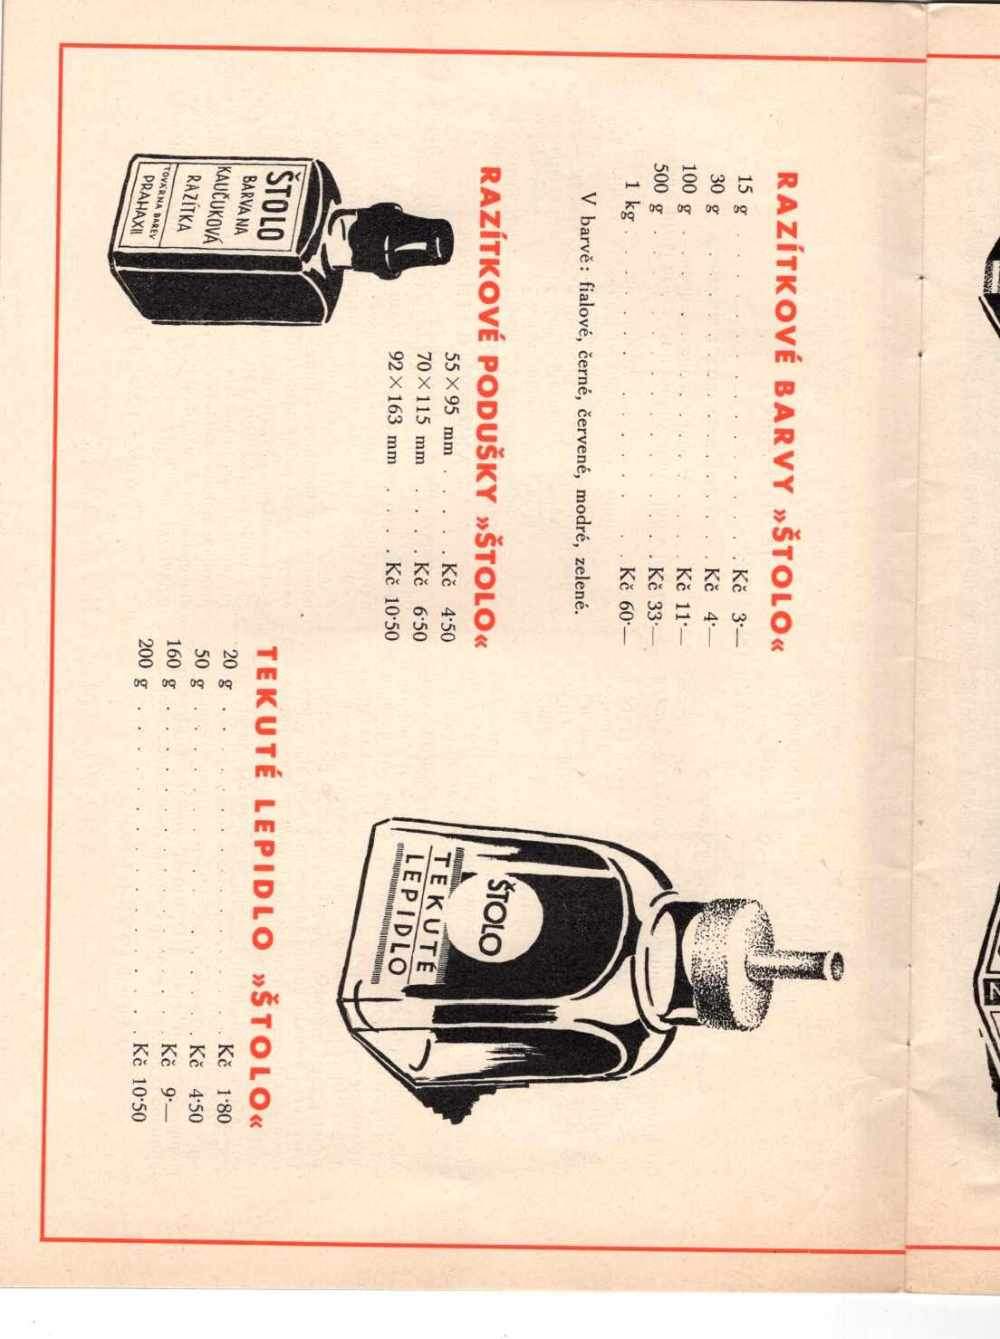 RAZÍTKOVÉ BARVY »ŠTOLO«
15 g . . . . . . . . . . Kč 3·—
30 g . . . . . . . . . . Kč 4·—
100 g . . . . . . . . . . Kč 11·—
500 g . . . . . . . . . . Kč 33·—
1 kg . . . . . . . . . . Kč 60·—
V barvě: fialové, černé, červené, modré, zelené.
RAZÍTKOVÉ PODUŠKY »ŠTOLO«
55 × 95 mm . . . . . Kč 4·50
70 × 115 mm . . . . Kč 6·50
92 × 163 mm . . . . Kč 10·50
ŠTOLO
BARVA NA
KAUČUKOVÁ
RAZÍTKA
TOVÁRNA BAREV
PRAHA XII
ŠTOLO
TEKUTÉ
LEPIDLO
TEKUTÉ LEPIDLO »ŠTOLO«
20 g . . . . . . . . . . Kč 1·80
50 g . . . . . . . . . . Kč 4·50
160 g . . . . . . . . . . Kč 9·—
200 g . . . . . . . . . . Kč 10·50